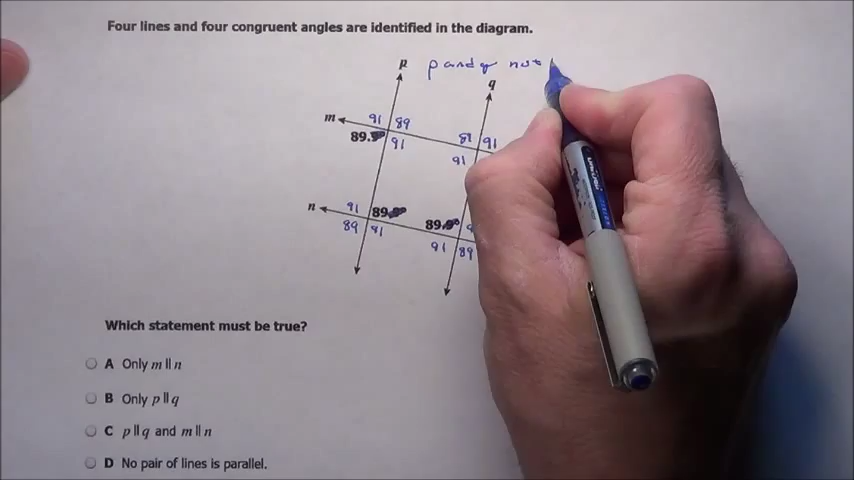 Four lines and four congruent angles are identified in the diagram.
p p and q not
q
m 91 89
89.9° 91 89 91
91
n 91 89.9° 89.9°
89 91 91 89
Which statement must be true?
A Only m || n
B Only p || q
C p || q and m || n
D No pair of lines is parallel.